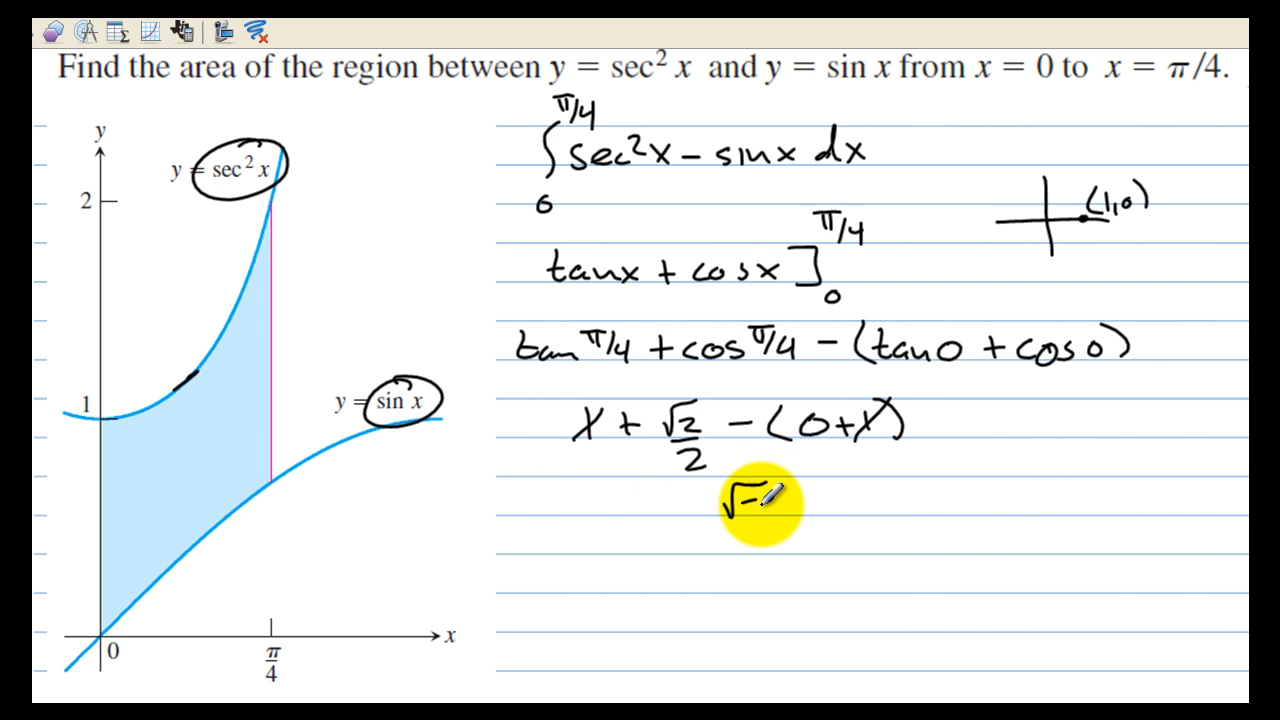 Find the area of the region between y = sec² x and y = sin x from x = 0 to x = π/4.
y
y = sec² x
2
1
y = sin x
0
π/4
x
π/4
∫ sec²x - sinx dx
0
(1,0)
π/4
tanx + cosx ]
0
tan π/4 + cos π/4 - (tan0 + cos0)
1 + √2/2 - (0+1)
√